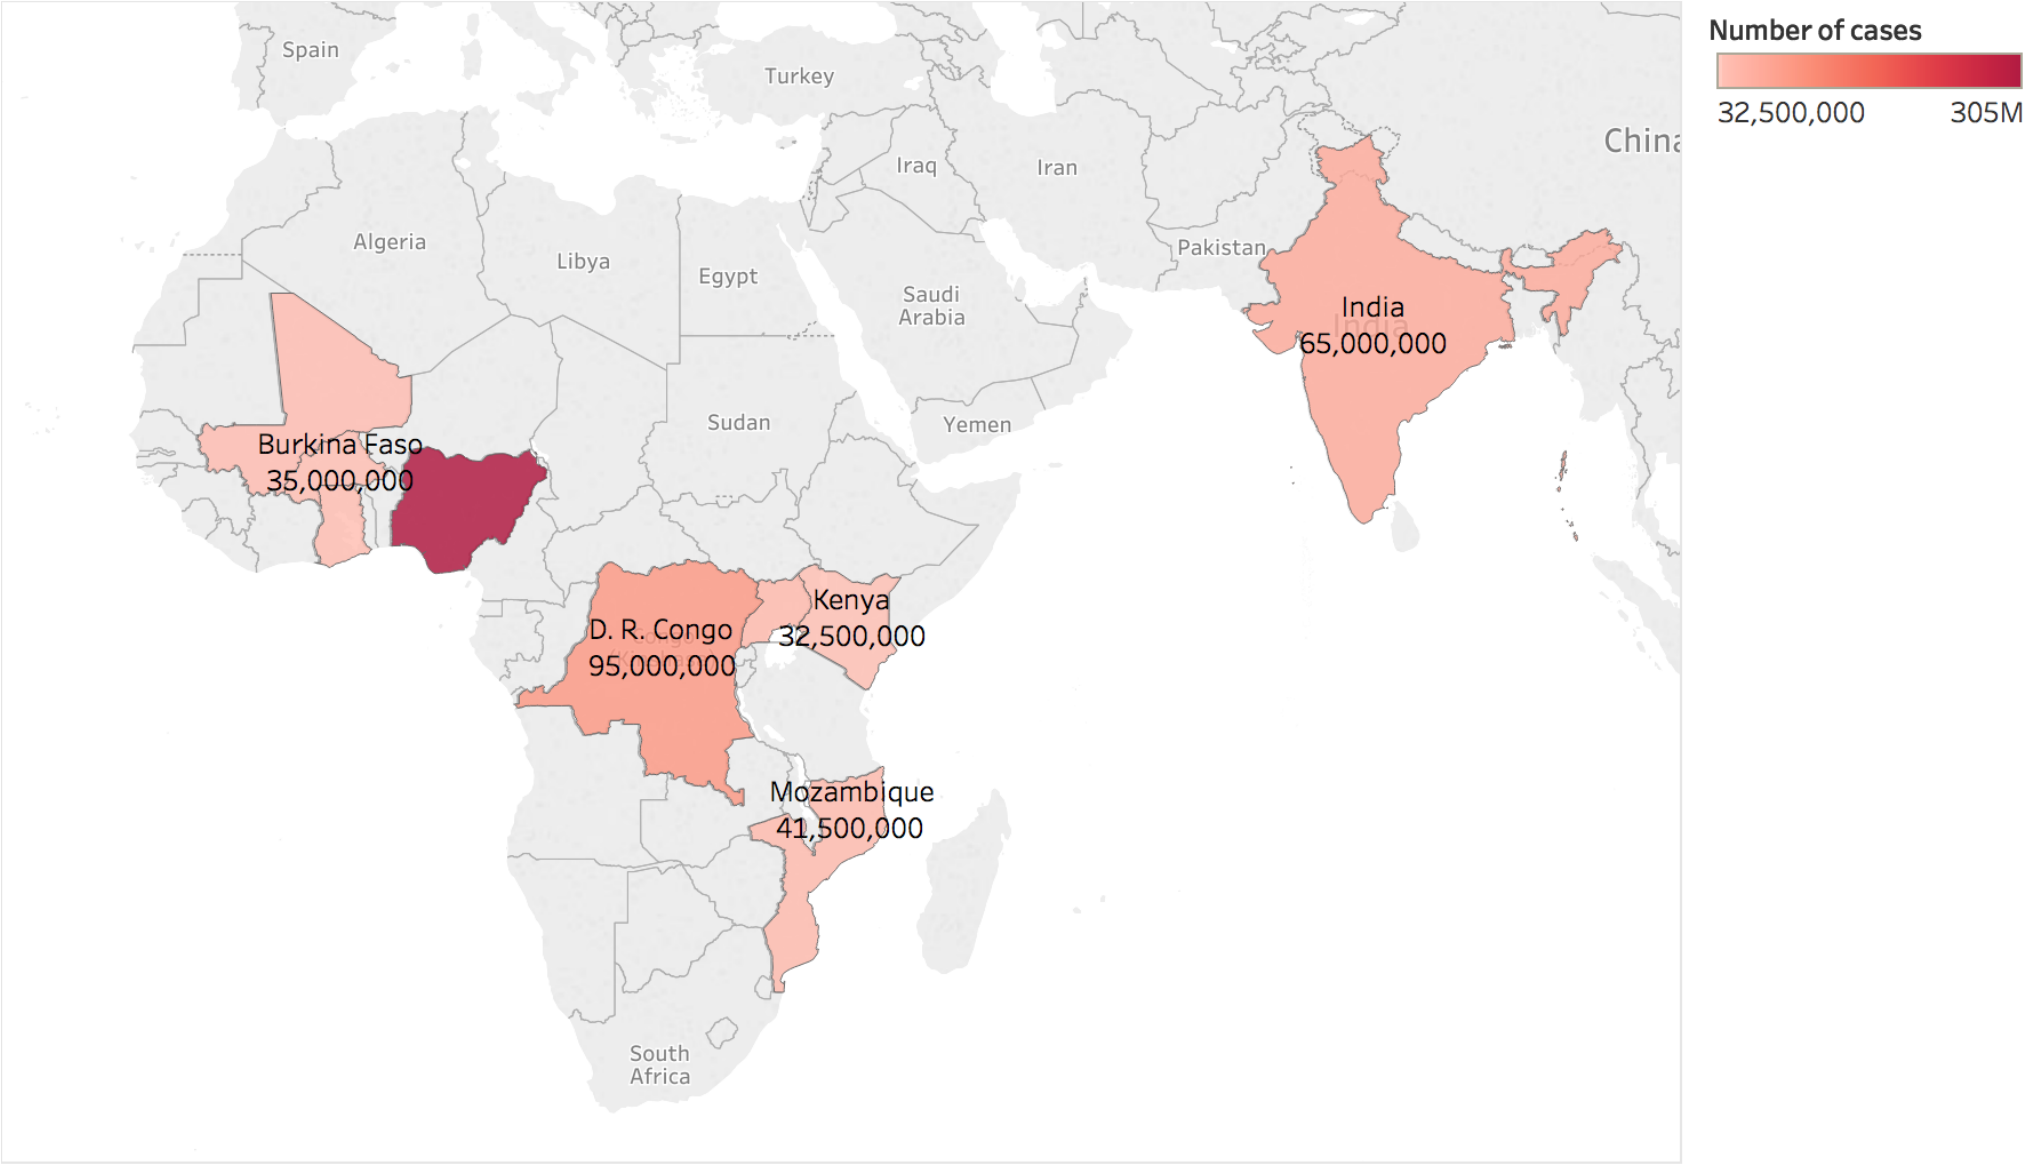 Number of cases
32,500,000 305M
Spain
Turkey
China
Iraq
Iran
Algeria
Libya
Egypt
Pakistan
Saudi
Arabia
India
India
65,000,000
Sudan
Yemen
Burkina Faso
35,000,000
Kenya
32,500,000
D. R. Congo
Congo
95,000,000
Mozambique
41,500,000
South
Africa